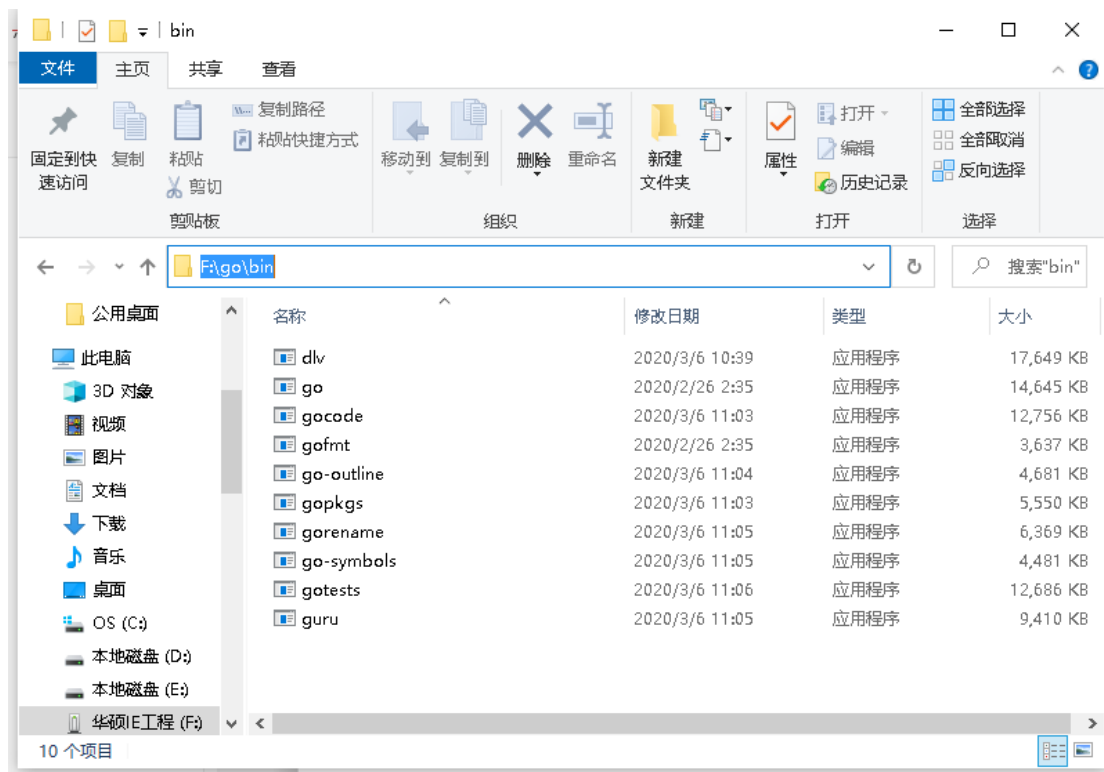 bin
文件 主页 共享 查看
固定到快速访问
复制
粘贴
复制路径
粘贴快捷方式
剪切
剪贴板
移动到 复制到 删除 重命名
组织
新建文件夹
新建
属性
打开
编辑
历史记录
打开
全部选择
全部取消
反向选择
选择
F:\go\bin
搜索"bin"
公用桌面
此电脑
3D 对象
视频
图片
文档
下载
音乐
桌面
OS (C:)
本地磁盘 (D:)
本地磁盘 (E:)
华硕IE工程 (F:)
名称 修改日期 类型 大小
dlv 2020/3/6 10:39 应用程序 17,649 KB
go 2020/2/26 2:35 应用程序 14,645 KB
gocode 2020/3/6 11:03 应用程序 12,756 KB
gofmt 2020/2/26 2:35 应用程序 3,637 KB
go-outline 2020/3/6 11:04 应用程序 4,681 KB
gopkgs 2020/3/6 11:03 应用程序 5,550 KB
gorename 2020/3/6 11:05 应用程序 6,369 KB
go-symbols 2020/3/6 11:05 应用程序 4,481 KB
gotests 2020/3/6 11:06 应用程序 12,686 KB
guru 2020/3/6 11:05 应用程序 9,410 KB
10 个项目